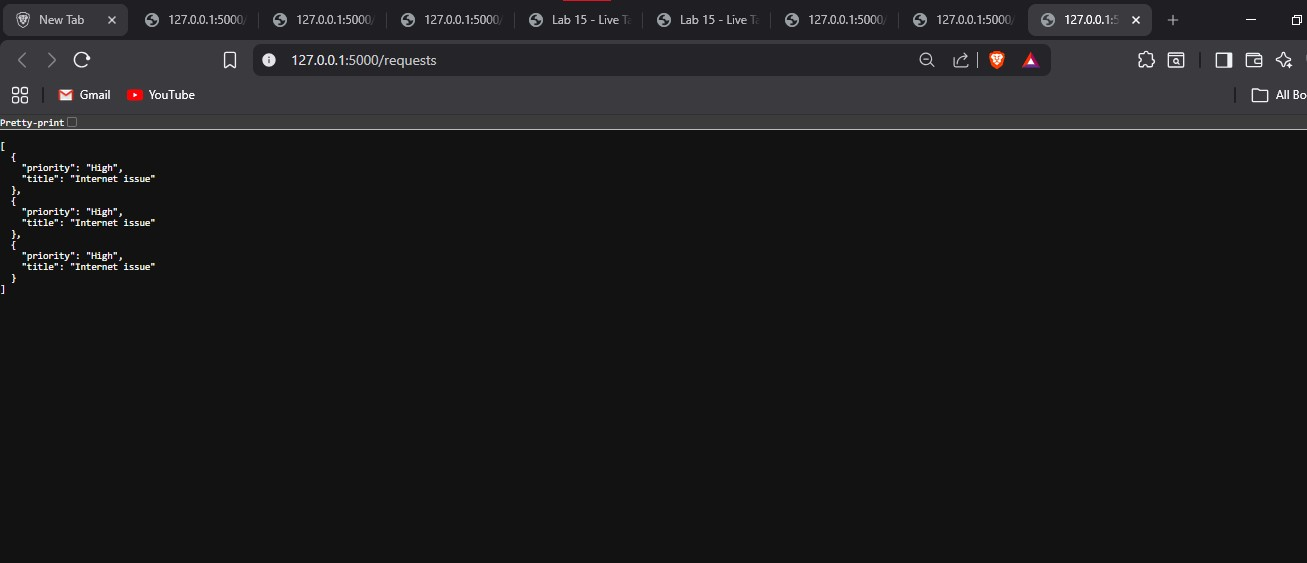 New Tab
127.0.0.1:5000/
127.0.0.1:5000/
127.0.0.1:5000/
Lab 15 - Live Ta
Lab 15 - Live Ta
127.0.0.1:5000/
127.0.0.1:5000/
127.0.0.1:5
127.0.0.1:5000/requests
Gmail
YouTube
All Bo
Pretty-print
[
{
"priority": "High",
"title": "Internet issue"
},
{
"priority": "High",
"title": "Internet issue"
},
{
"priority": "High",
"title": "Internet issue"
}
]